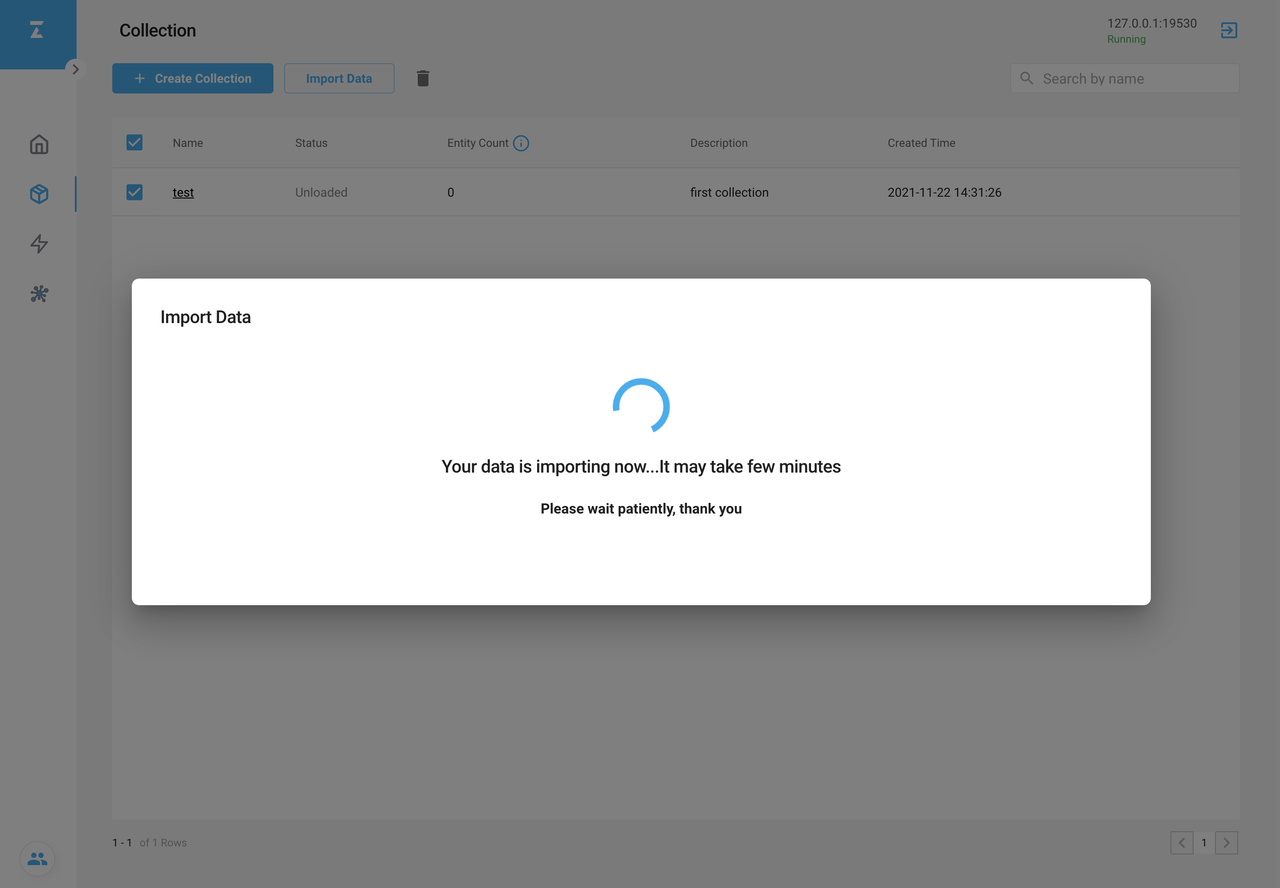 Collection
127.0.0.1:19530
Running
Create Collection
Import Data
Search by name
Name Status Entity Count Description Created Time
test Unloaded 0 first collection 2021-11-22 14:31:26
Import Data
Your data is importing now...It may take few minutes
Please wait patiently, thank you
1 - 1 of 1 Rows
1